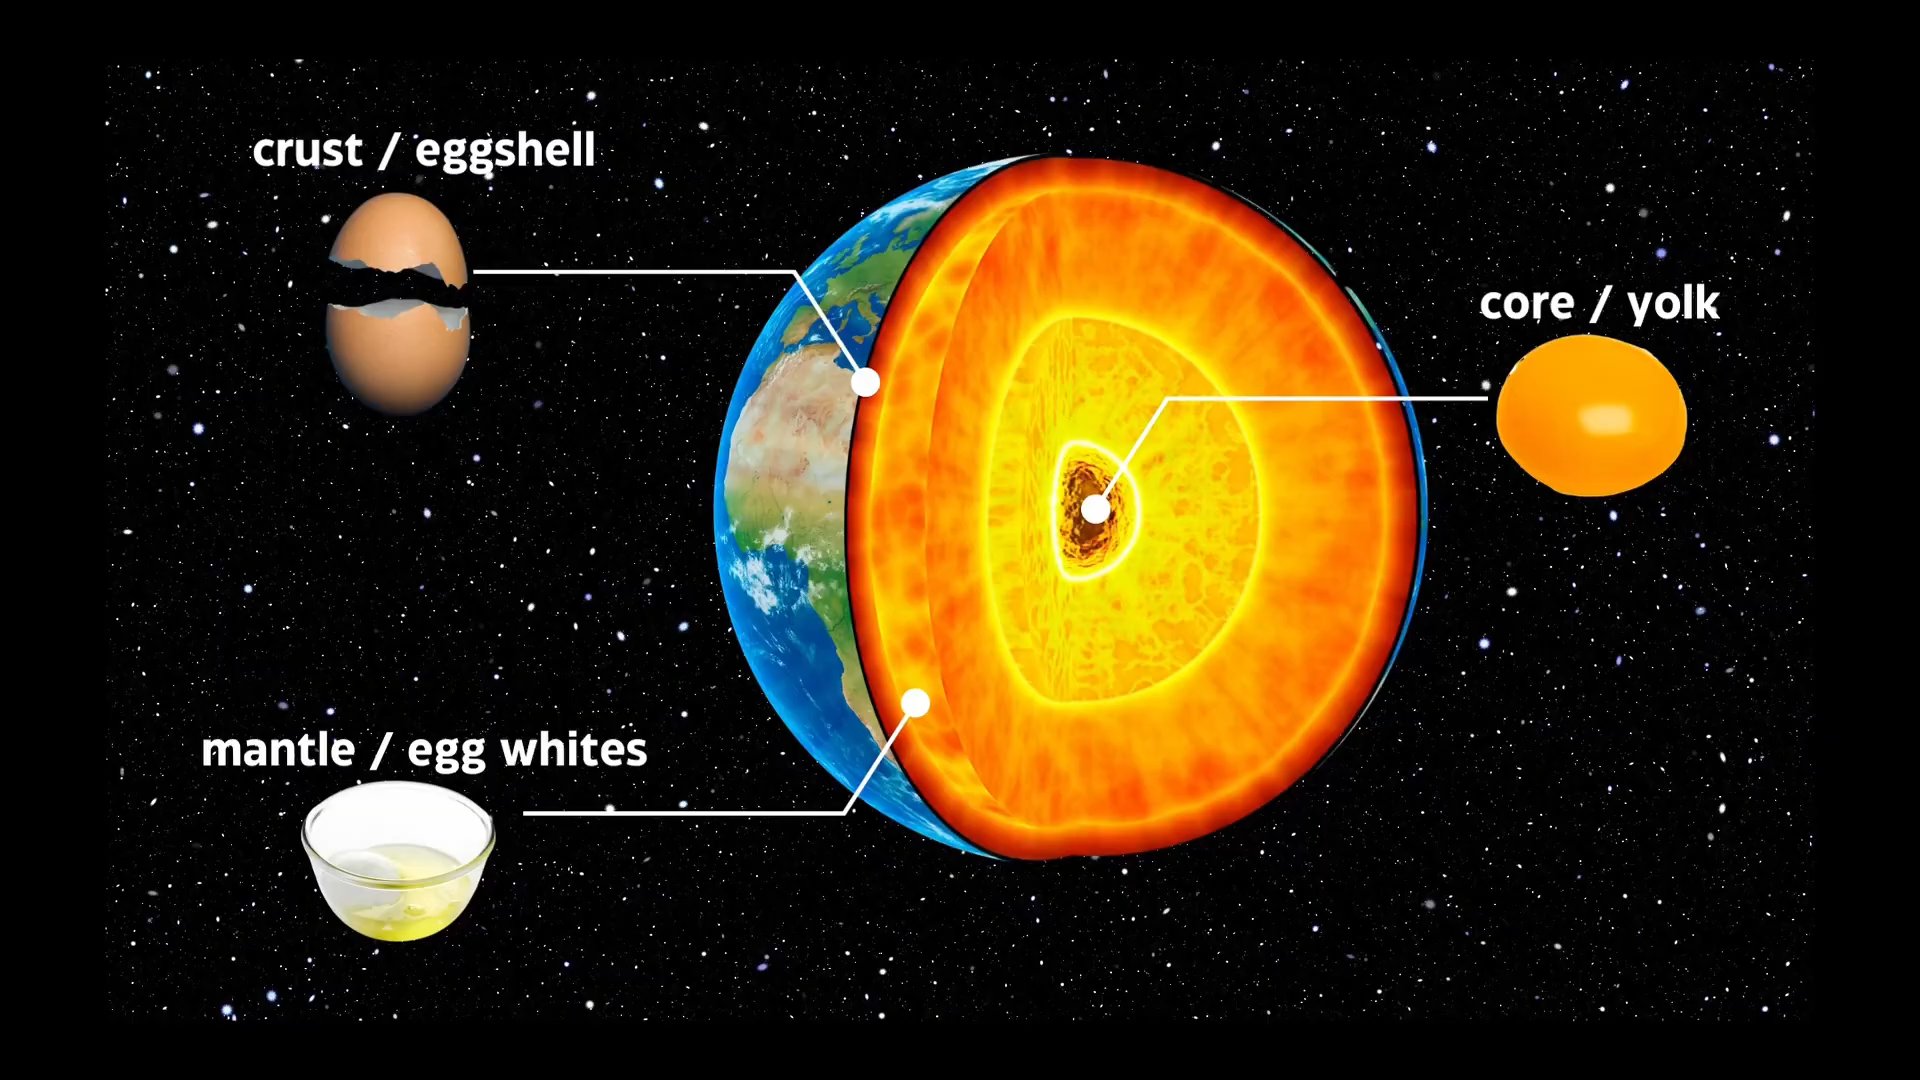 crust / eggshell
core / yolk
mantle / egg whites